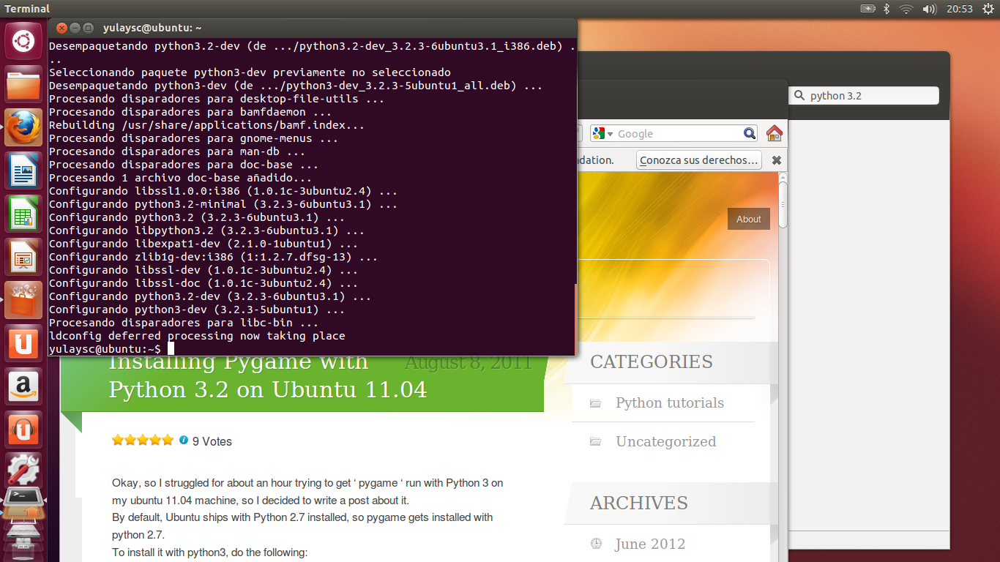 Terminal
20:53
yulaysc@ubuntu: ~
Desempaquetando python3.2-dev (de .../python3.2-dev_3.2.3-6ubuntu3.1_i386.deb) .
..
Seleccionando paquete python3-dev previamente no seleccionado
Desempaquetando python3-dev (de .../python3-dev_3.2.3-5ubuntu1_all.deb) ...
Procesando disparadores para desktop-file-utils ...
Procesando disparadores para bamfdaemon ...
Rebuilding /usr/share/applications/bamf.index...
Procesando disparadores para gnome-menus ...
Procesando disparadores para man-db ...
Procesando disparadores para doc-base ...
Procesando 1 archivo doc-base añadido...
Configurando libssl1.0.0:i386 (1.0.1c-3ubuntu2.4) ...
Configurando python3.2-minimal (3.2.3-6ubuntu3.1) ...
Configurando python3.2 (3.2.3-6ubuntu3.1) ...
Configurando libpython3.2 (3.2.3-6ubuntu3.1) ...
Configurando libexpat1-dev (2.1.0-1ubuntu1) ...
Configurando zlib1g-dev:i386 (1:1.2.7.dfsg-13) ...
Configurando libssl-dev (1.0.1c-3ubuntu2.4) ...
Configurando libssl-doc (1.0.1c-3ubuntu2.4) ...
Configurando python3.2-dev (3.2.3-6ubuntu3.1) ...
Configurando python3-dev (3.2.3-5ubuntu1) ...
Procesando disparadores para libc-bin ...
ldconfig deferred processing now taking place
yulaysc@ubuntu:~$
python 3.2
Google
dation.
Conozca sus derechos...
About
Installing Pygame with
Python 3.2 on Ubuntu 11.04
August 8, 2011
9 Votes
Okay, so I struggled for about an hour trying to get ‘ pygame ‘ run with Python 3 on
my ubuntu 11.04 machine, so I decided to write a post about it.
By default, Ubuntu ships with Python 2.7 installed, so pygame gets installed with
python 2.7.
To install it with python3, do the following:
CATEGORIES
Python tutorials
Uncategorized
ARCHIVES
June 2012